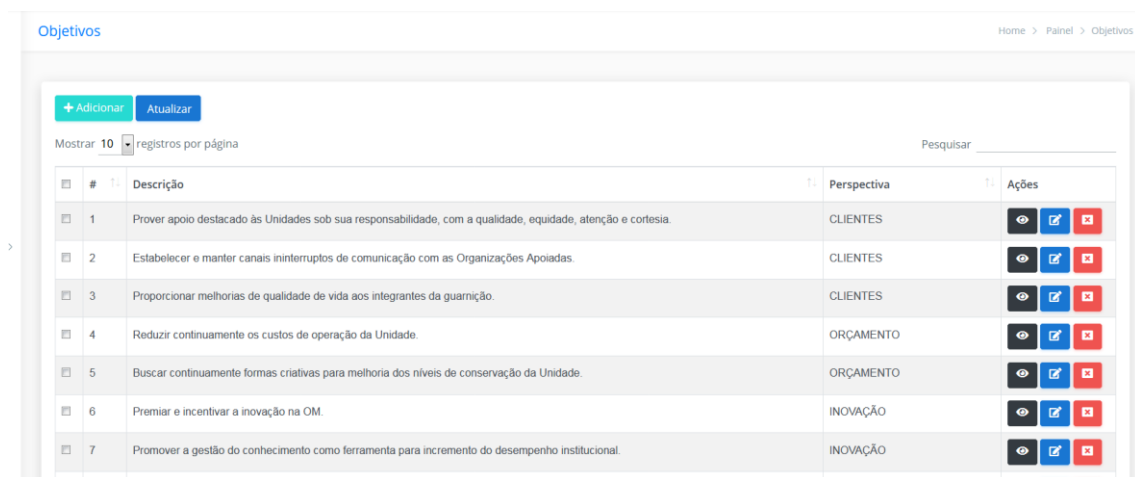 Objetivos
Home > Painel > Objetivos
+ Adicionar Atualizar
Mostrar 10 registros por página
Pesquisar
# Descrição Perspectiva Ações
1 Prover apoio destacado às Unidades sob sua responsabilidade, com a qualidade, equidade, atenção e cortesia. CLIENTES
2 Estabelecer e manter canais ininterruptos de comunicação com as Organizações Apoiadas. CLIENTES
3 Proporcionar melhorias de qualidade de vida aos integrantes da guarnição. CLIENTES
4 Reduzir continuamente os custos de operação da Unidade. ORÇAMENTO
5 Buscar continuamente formas criativas para melhoria dos níveis de conservação da Unidade. ORÇAMENTO
6 Premiar e incentivar a inovação na OM. INOVAÇÃO
7 Promover a gestão do conhecimento como ferramenta para incremento do desempenho institucional. INOVAÇÃO